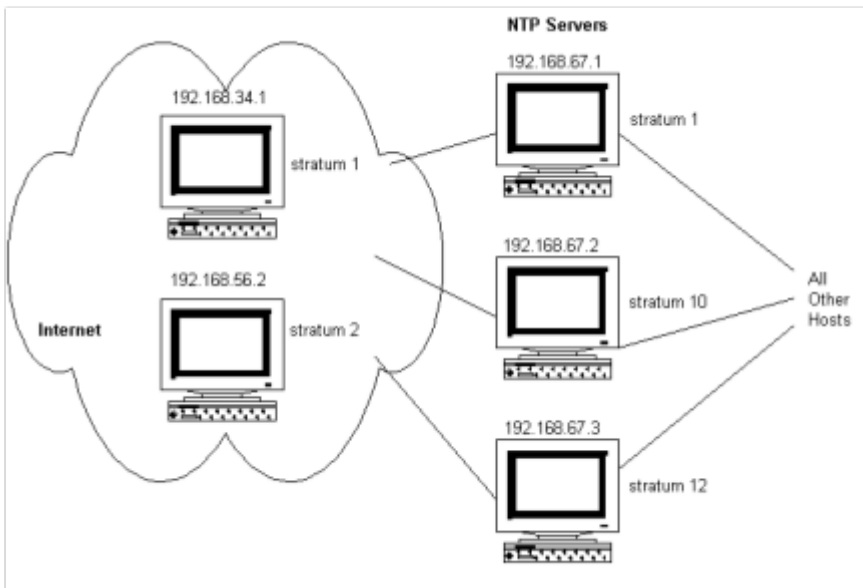 NTP Servers
192.168.34.1
stratum 1
192.168.56.2
stratum 2
Internet
192.168.67.1
stratum 1
192.168.67.2
stratum 10
192.168.67.3
stratum 12
All
Other
Hosts